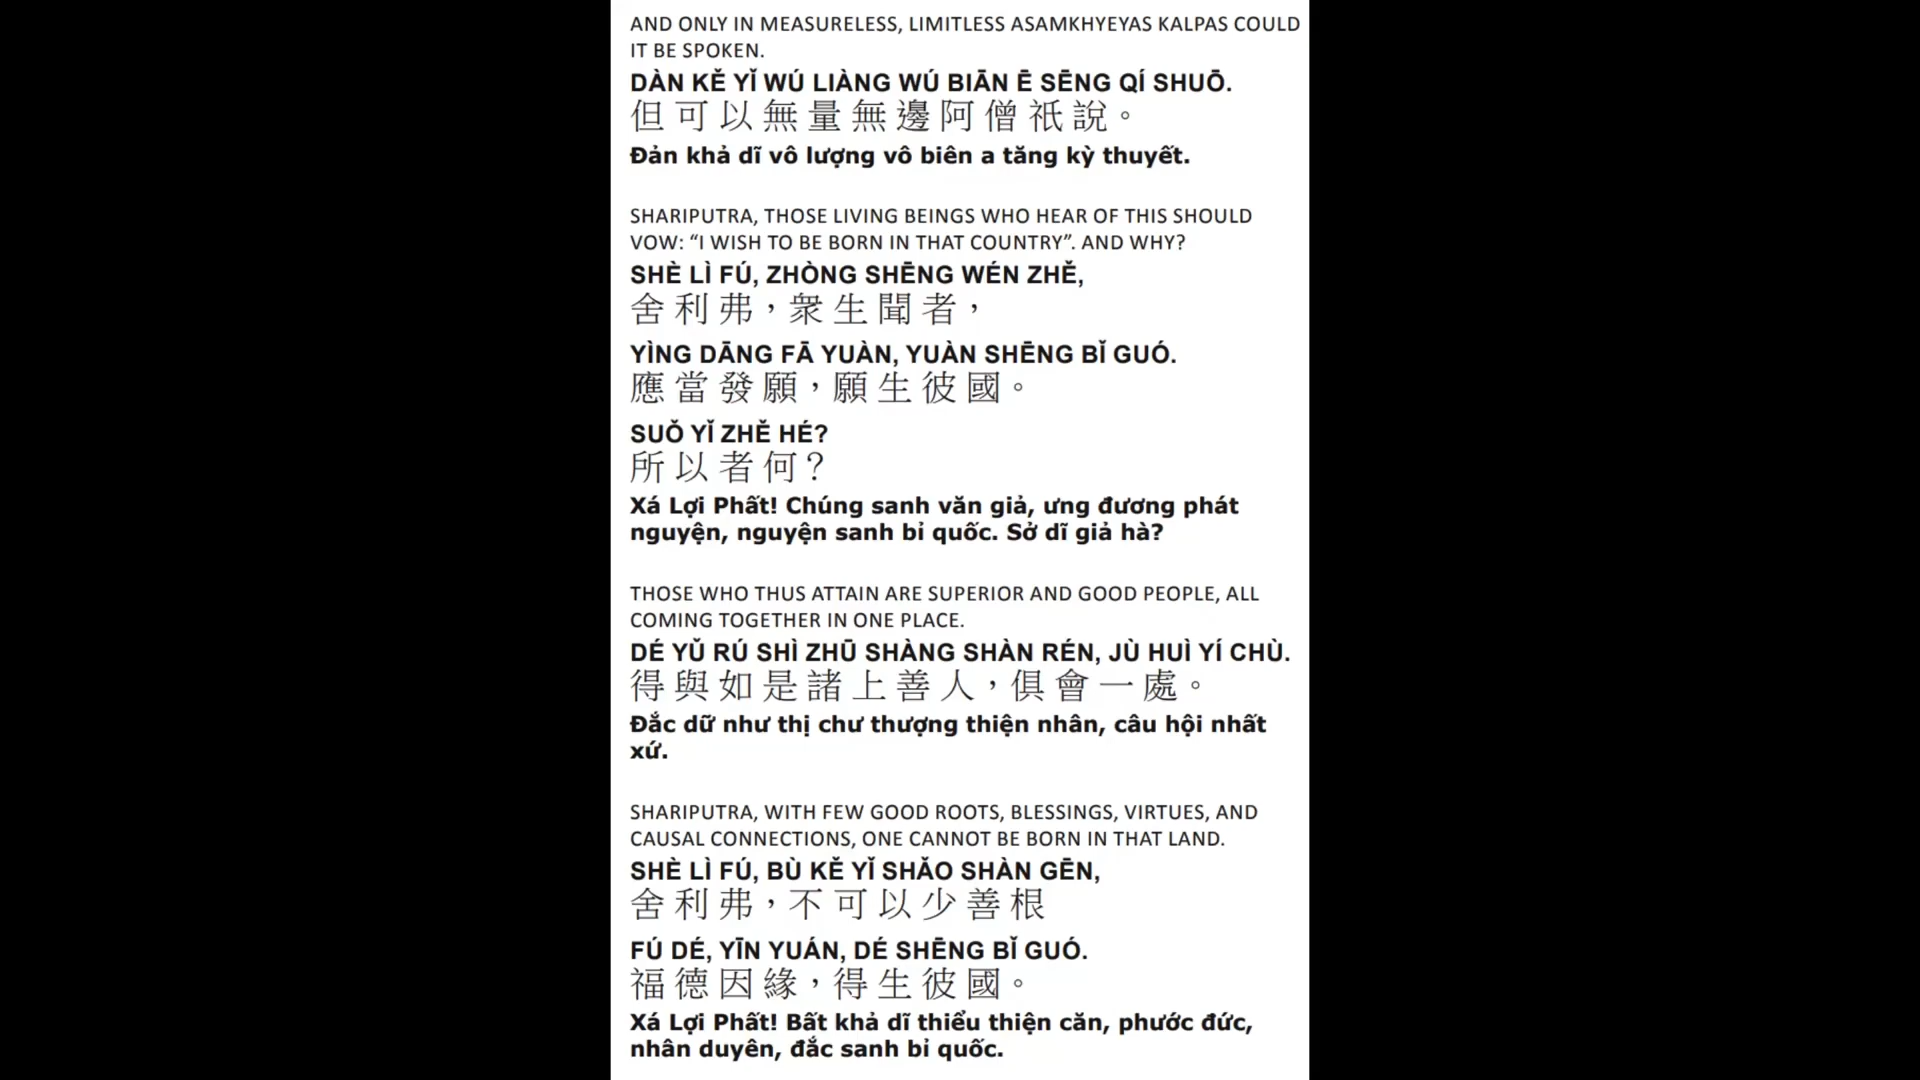 AND ONLY IN MEASURELESS, LIMITLESS ASAMKHYEYAS KALPAS COULD
IT BE SPOKEN.
DÀN KĚ YǏ WÚ LIÀNG WÚ BIĀN Ē SĒNG QÍ SHUŌ.
但可以無量無邊阿僧祇說。
Đản khả dĩ vô lượng vô biên a tăng kỳ thuyết.
SHARIPUTRA, THOSE LIVING BEINGS WHO HEAR OF THIS SHOULD
VOW: “I WISH TO BE BORN IN THAT COUNTRY”. AND WHY?
SHÈ LÌ FÚ, ZHÒNG SHĒNG WÉN ZHĚ,
舍利弗，衆生聞者，
YÌNG DĀNG FĀ YUÀN, YUÀN SHĒNG BǏ GUÓ.
應當發願，願生彼國。
SUǑ YǏ ZHĚ HÉ?
所以者何？
Xá Lợi Phất! Chúng sanh văn giả, ưng đương phát
nguyện, nguyện sanh bỉ quốc. Sở dĩ giả hà?
THOSE WHO THUS ATTAIN ARE SUPERIOR AND GOOD PEOPLE, ALL
COMING TOGETHER IN ONE PLACE.
DÉ YǓ RÚ SHÌ ZHŪ SHÀNG SHÀN RÉN, JÙ HUÌ YÍ CHÙ.
得與如是諸上善人，俱會一處。
Đắc dữ như thị chư thượng thiện nhân, câu hội nhất
xứ.
SHARIPUTRA, WITH FEW GOOD ROOTS, BLESSINGS, VIRTUES, AND
CAUSAL CONNECTIONS, ONE CANNOT BE BORN IN THAT LAND.
SHÈ LÌ FÚ, BÙ KĚ YǏ SHǍO SHÀN GĒN,
舍利弗，不可以少善根
FÚ DÉ, YĪN YUÁN, DÉ SHĒNG BǏ GUÓ.
福德因緣，得生彼國。
Xá Lợi Phất! Bất khả dĩ thiểu thiện căn, phước đức,
nhân duyên, đắc sanh bỉ quốc.